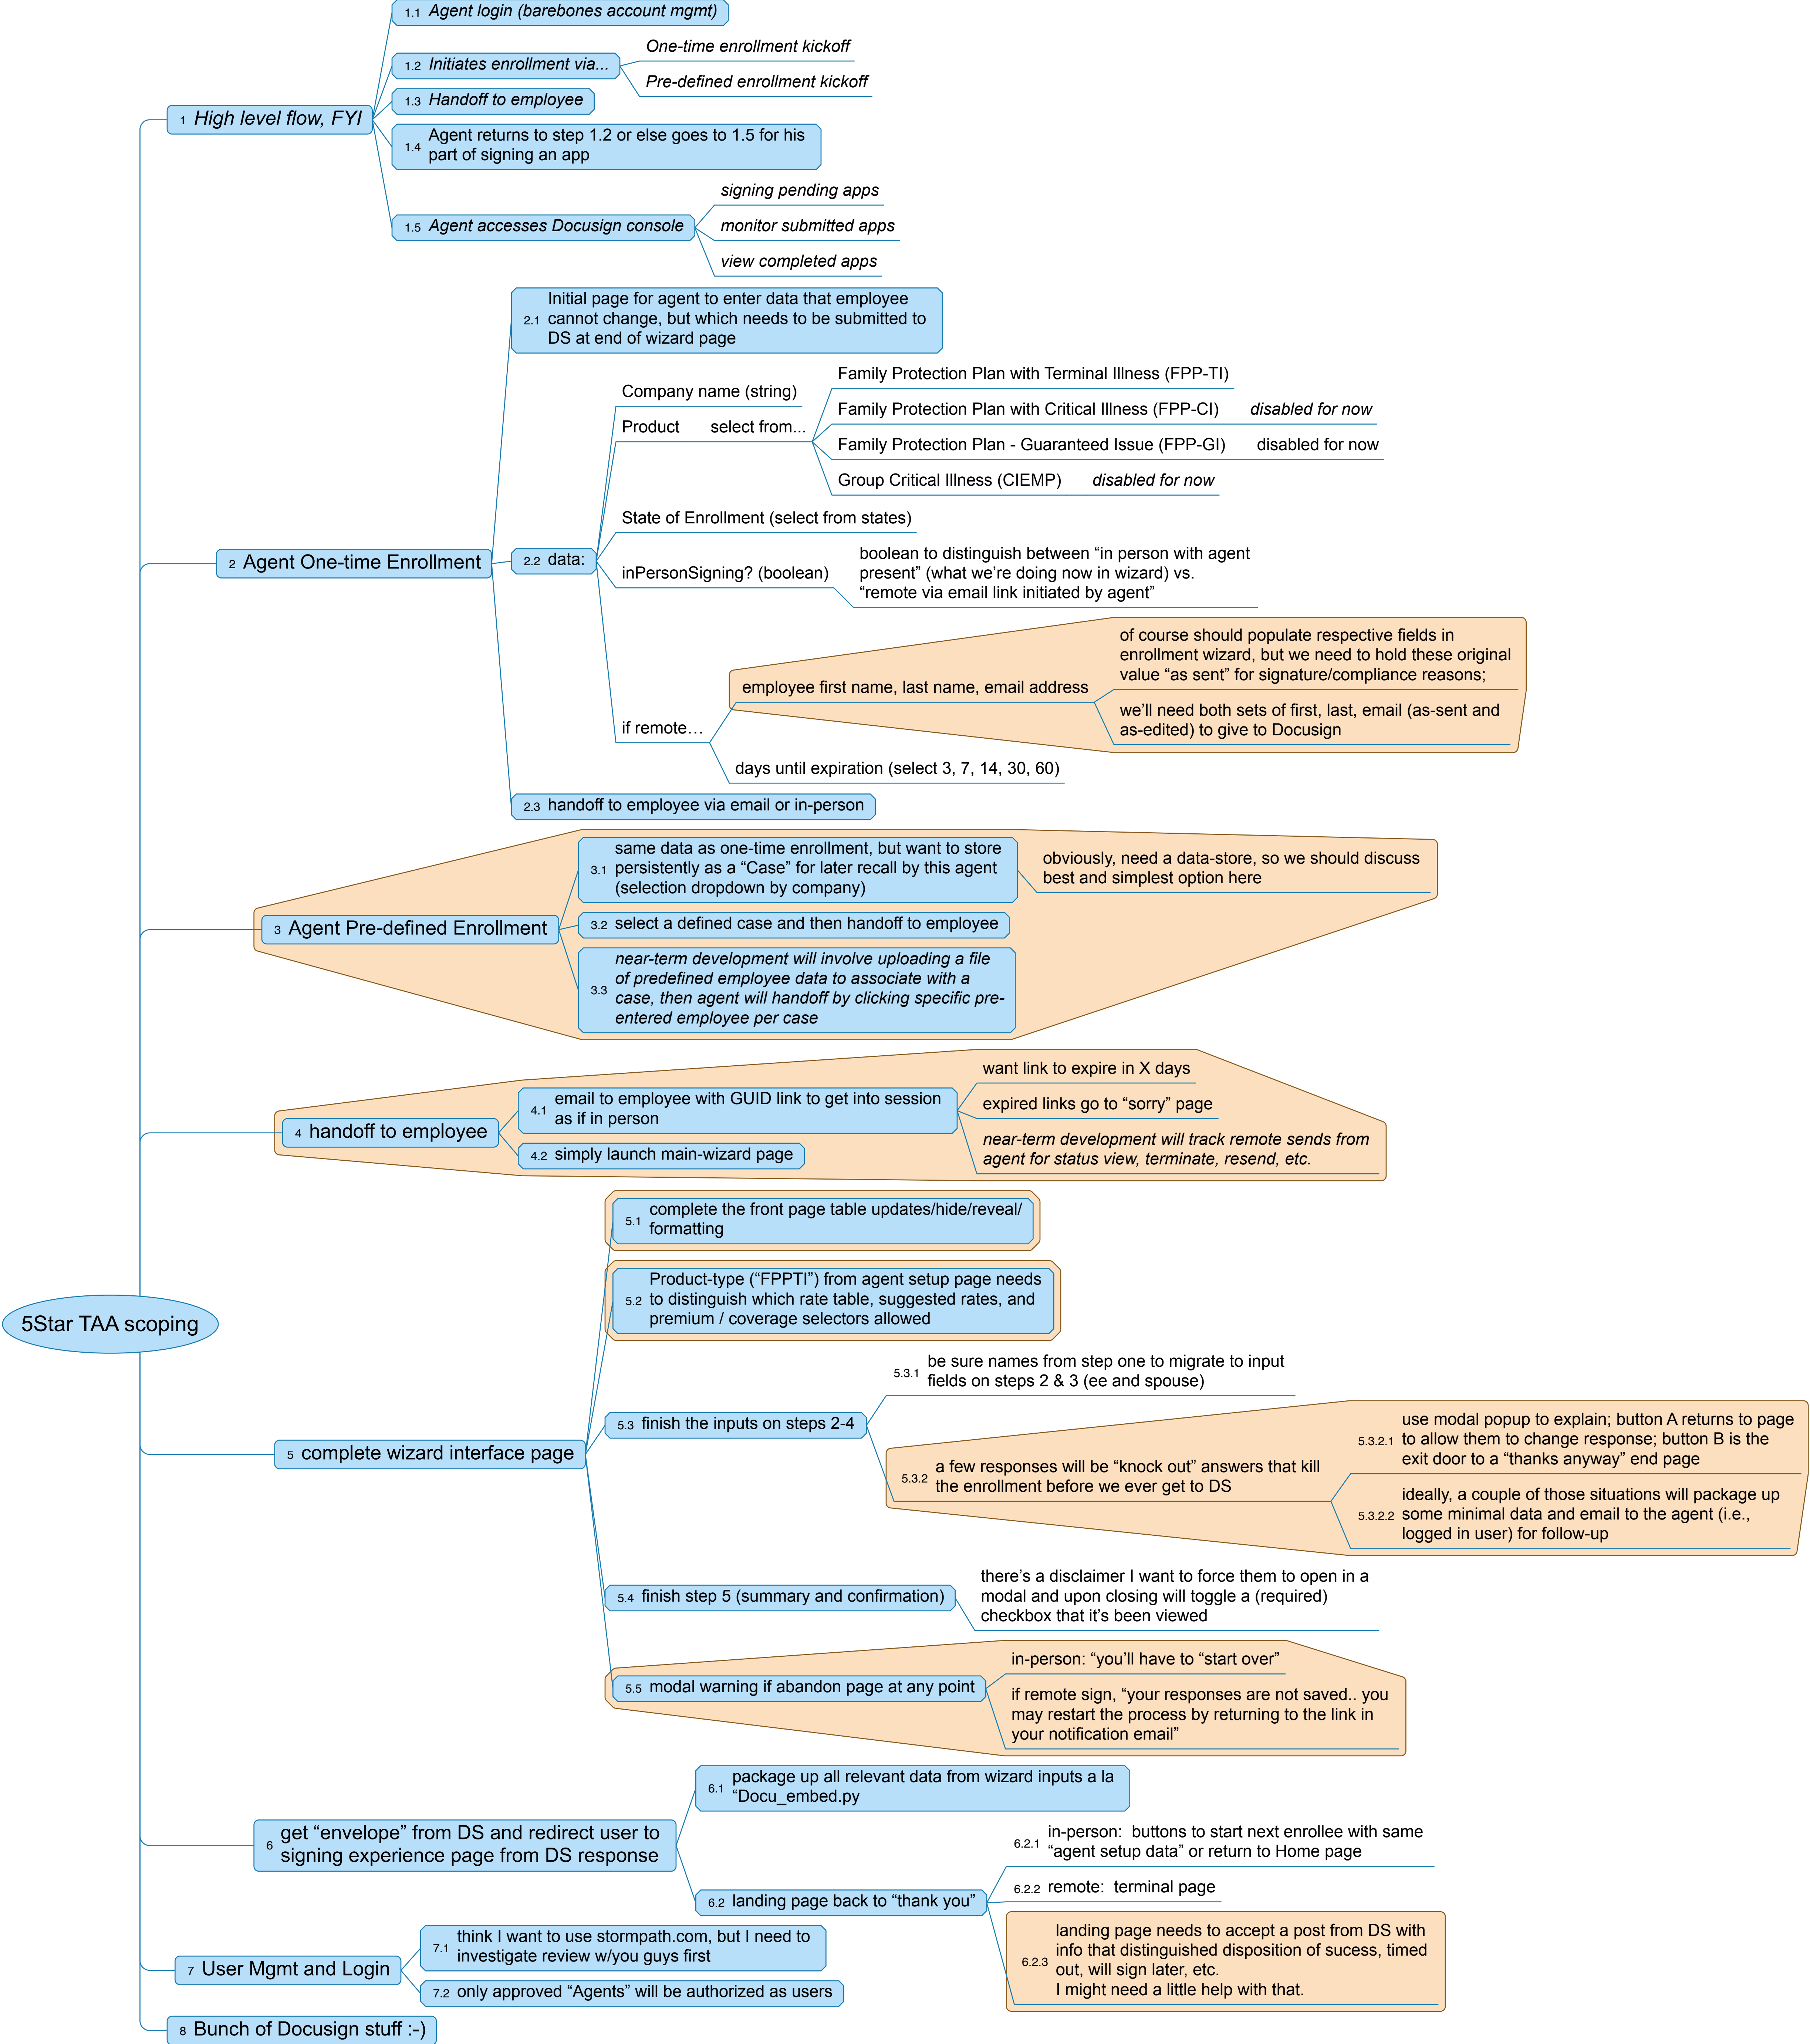 5Star TAA scoping
1 High level flow, FYI
1.1 Agent login (barebones account mgmt)
1.2 Initiates enrollment via...
One-time enrollment kickoff
Pre-defined enrollment kickoff
1.3 Handoff to employee
1.4 Agent returns to step 1.2 or else goes to 1.5 for his
part of signing an app
1.5 Agent accesses Docusign console
signing pending apps
monitor submitted apps
view completed apps
2 Agent One-time Enrollment
2.1 Initial page for agent to enter data that employee
cannot change, but which needs to be submitted to
DS at end of wizard page
2.2 data:
Company name (string)
Product select from...
Family Protection Plan with Terminal Illness (FPP-TI)
Family Protection Plan with Critical Illness (FPP-CI) disabled for now
Family Protection Plan - Guaranteed Issue (FPP-GI) disabled for now
Group Critical Illness (CIEMP) disabled for now
State of Enrollment (select from states)
inPersonSigning? (boolean)
boolean to distinguish between “in person with agent
present” (what we’re doing now in wizard) vs.
“remote via email link initiated by agent”
if remote…
employee first name, last name, email address
of course should populate respective fields in
enrollment wizard, but we need to hold these original
value “as sent” for signature/compliance reasons;
we’ll need both sets of first, last, email (as-sent and
as-edited) to give to Docusign
days until expiration (select 3, 7, 14, 30, 60)
2.3 handoff to employee via email or in-person
3 Agent Pre-defined Enrollment
3.1 same data as one-time enrollment, but want to store
persistently as a “Case” for later recall by this agent
(selection dropdown by company)
obviously, need a data-store, so we should discuss
best and simplest option here
3.2 select a defined case and then handoff to employee
3.3 near-term development will involve uploading a file
of predefined employee data to associate with a
case, then agent will handoff by clicking specific pre-
entered employee per case
4 handoff to employee
4.1 email to employee with GUID link to get into session
as if in person
want link to expire in X days
expired links go to “sorry” page
near-term development will track remote sends from
agent for status view, terminate, resend, etc.
4.2 simply launch main-wizard page
5 complete wizard interface page
5.1 complete the front page table updates/hide/reveal/
formatting
5.2 Product-type (“FPPTI”) from agent setup page needs
to distinguish which rate table, suggested rates, and
premium / coverage selectors allowed
5.3 finish the inputs on steps 2-4
5.3.1 be sure names from step one to migrate to input
fields on steps 2 & 3 (ee and spouse)
5.3.2 a few responses will be “knock out” answers that kill
the enrollment before we ever get to DS
5.3.2.1 use modal popup to explain; button A returns to page
to allow them to change response; button B is the
exit door to a “thanks anyway” end page
5.3.2.2 ideally, a couple of those situations will package up
some minimal data and email to the agent (i.e.,
logged in user) for follow-up
5.4 finish step 5 (summary and confirmation)
there’s a disclaimer I want to force them to open in a
modal and upon closing will toggle a (required)
checkbox that it’s been viewed
5.5 modal warning if abandon page at any point
in-person: “you’ll have to “start over”
if remote sign, “your responses are not saved.. you
may restart the process by returning to the link in
your notification email”
6 get “envelope” from DS and redirect user to
signing experience page from DS response
6.1 package up all relevant data from wizard inputs a la
“Docu_embed.py
6.2 landing page back to “thank you”
6.2.1 in-person: buttons to start next enrollee with same
“agent setup data” or return to Home page
6.2.2 remote: terminal page
6.2.3 landing page needs to accept a post from DS with
info that distinguished disposition of sucess, timed
out, will sign later, etc.
I might need a little help with that.
7 User Mgmt and Login
7.1 think I want to use stormpath.com, but I need to
investigate review w/you guys first
7.2 only approved “Agents” will be authorized as users
8 Bunch of Docusign stuff :-)